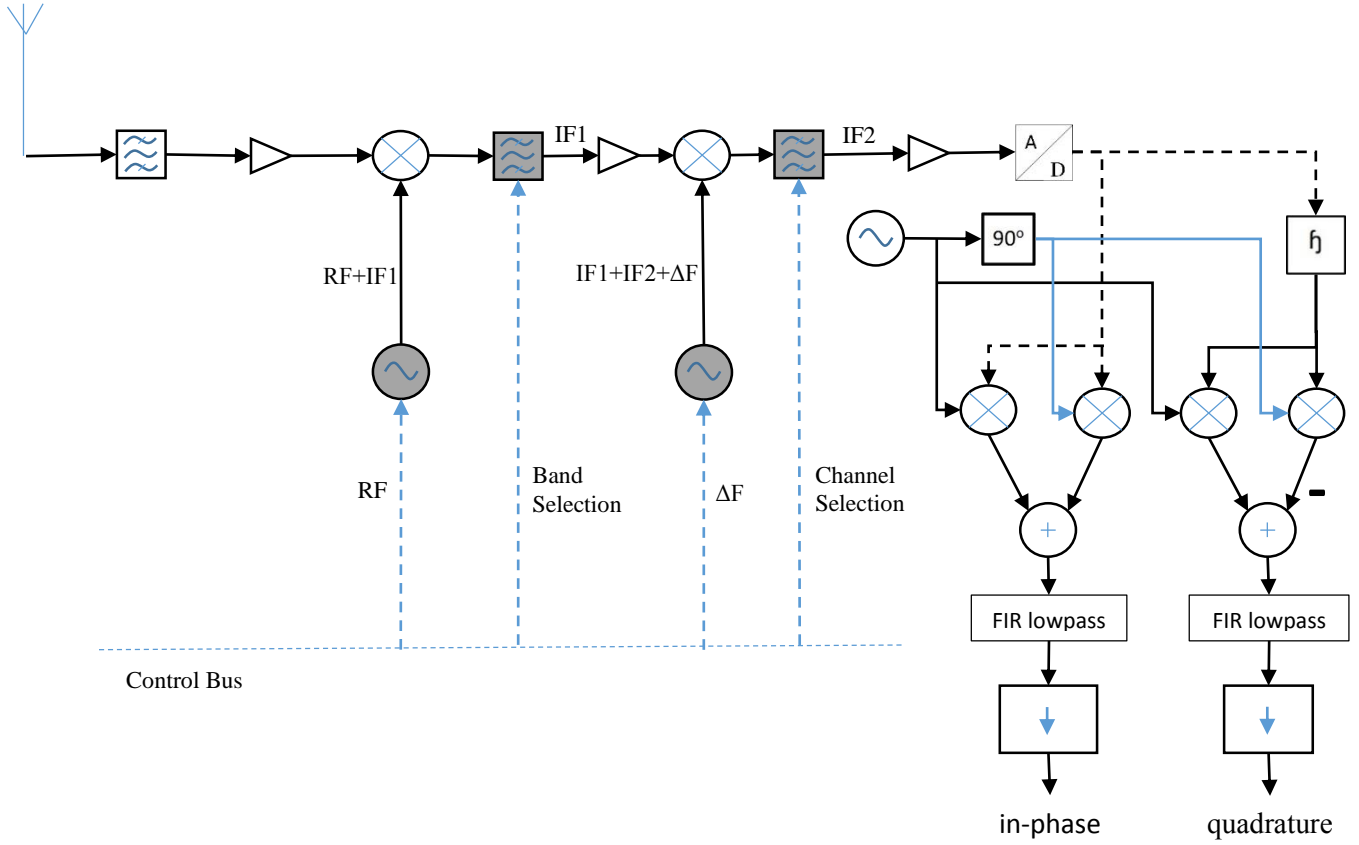 IF1
IF2
A
D
90º
ɧ
RF+IF1
IF1+IF2+ΔF
RF
Band
Selection
ΔF
Channel
Selection
-
+
+
FIR lowpass
FIR lowpass
Control Bus
in-phase
quadrature